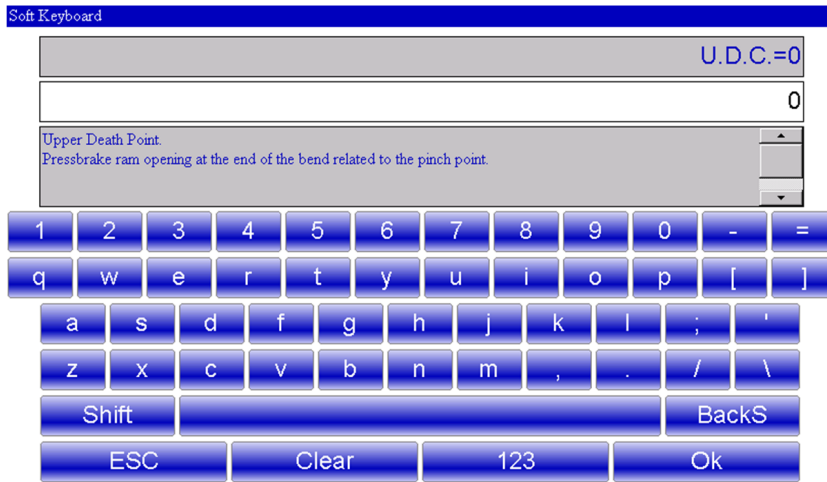 Soft Keyboard
U.D.C.=0
0
Upper Death Point.
Pressbrake ram opening at the end of the bend related to the pinch point.
1 2 3 4 5 6 7 8 9 0 - =
q w e r t y u i o p [ ]
a s d f g h j k l ; '
z x c v b n m , . / \
Shift BackS
ESC Clear 123 Ok